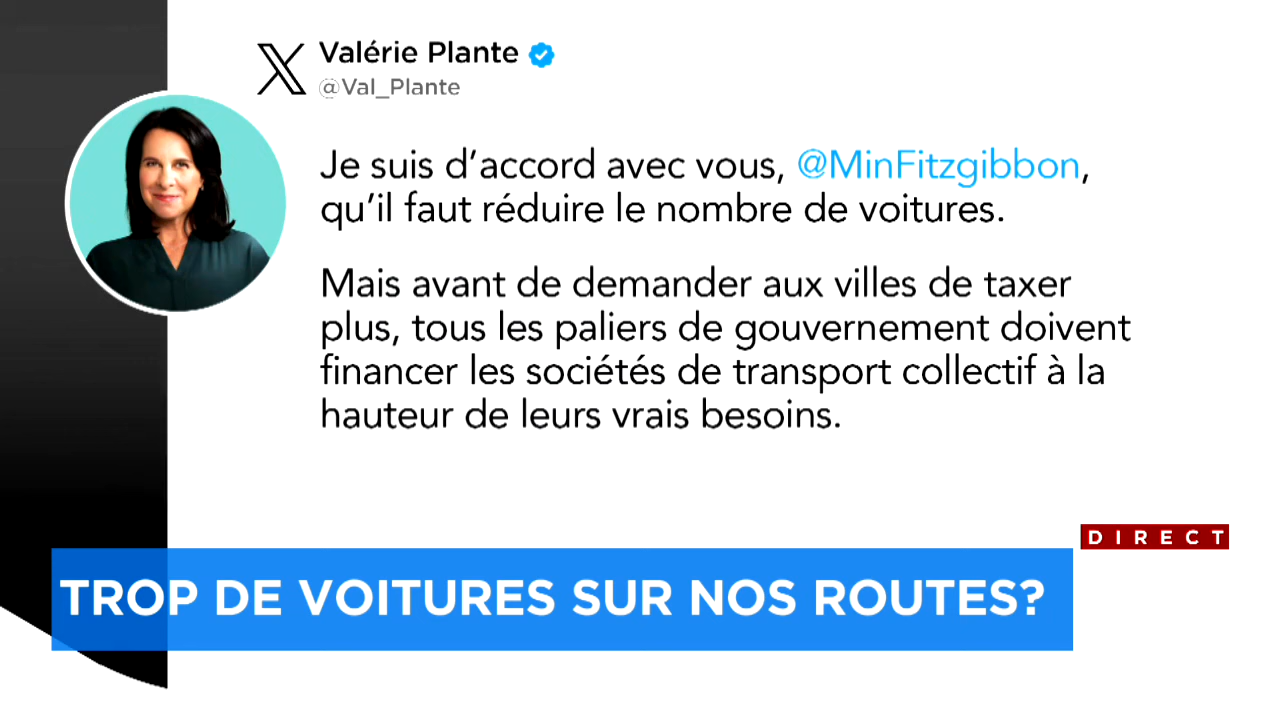 Valérie Plante
@Val_Plante
Je suis d’accord avec vous, @MinFitzgibbon,
qu’il faut réduire le nombre de voitures.
Mais avant de demander aux villes de taxer
plus, tous les paliers de gouvernement doivent
financer les sociétés de transport collectif à la
hauteur de leurs vrais besoins.
DIRECT
TROP DE VOITURES SUR NOS ROUTES?